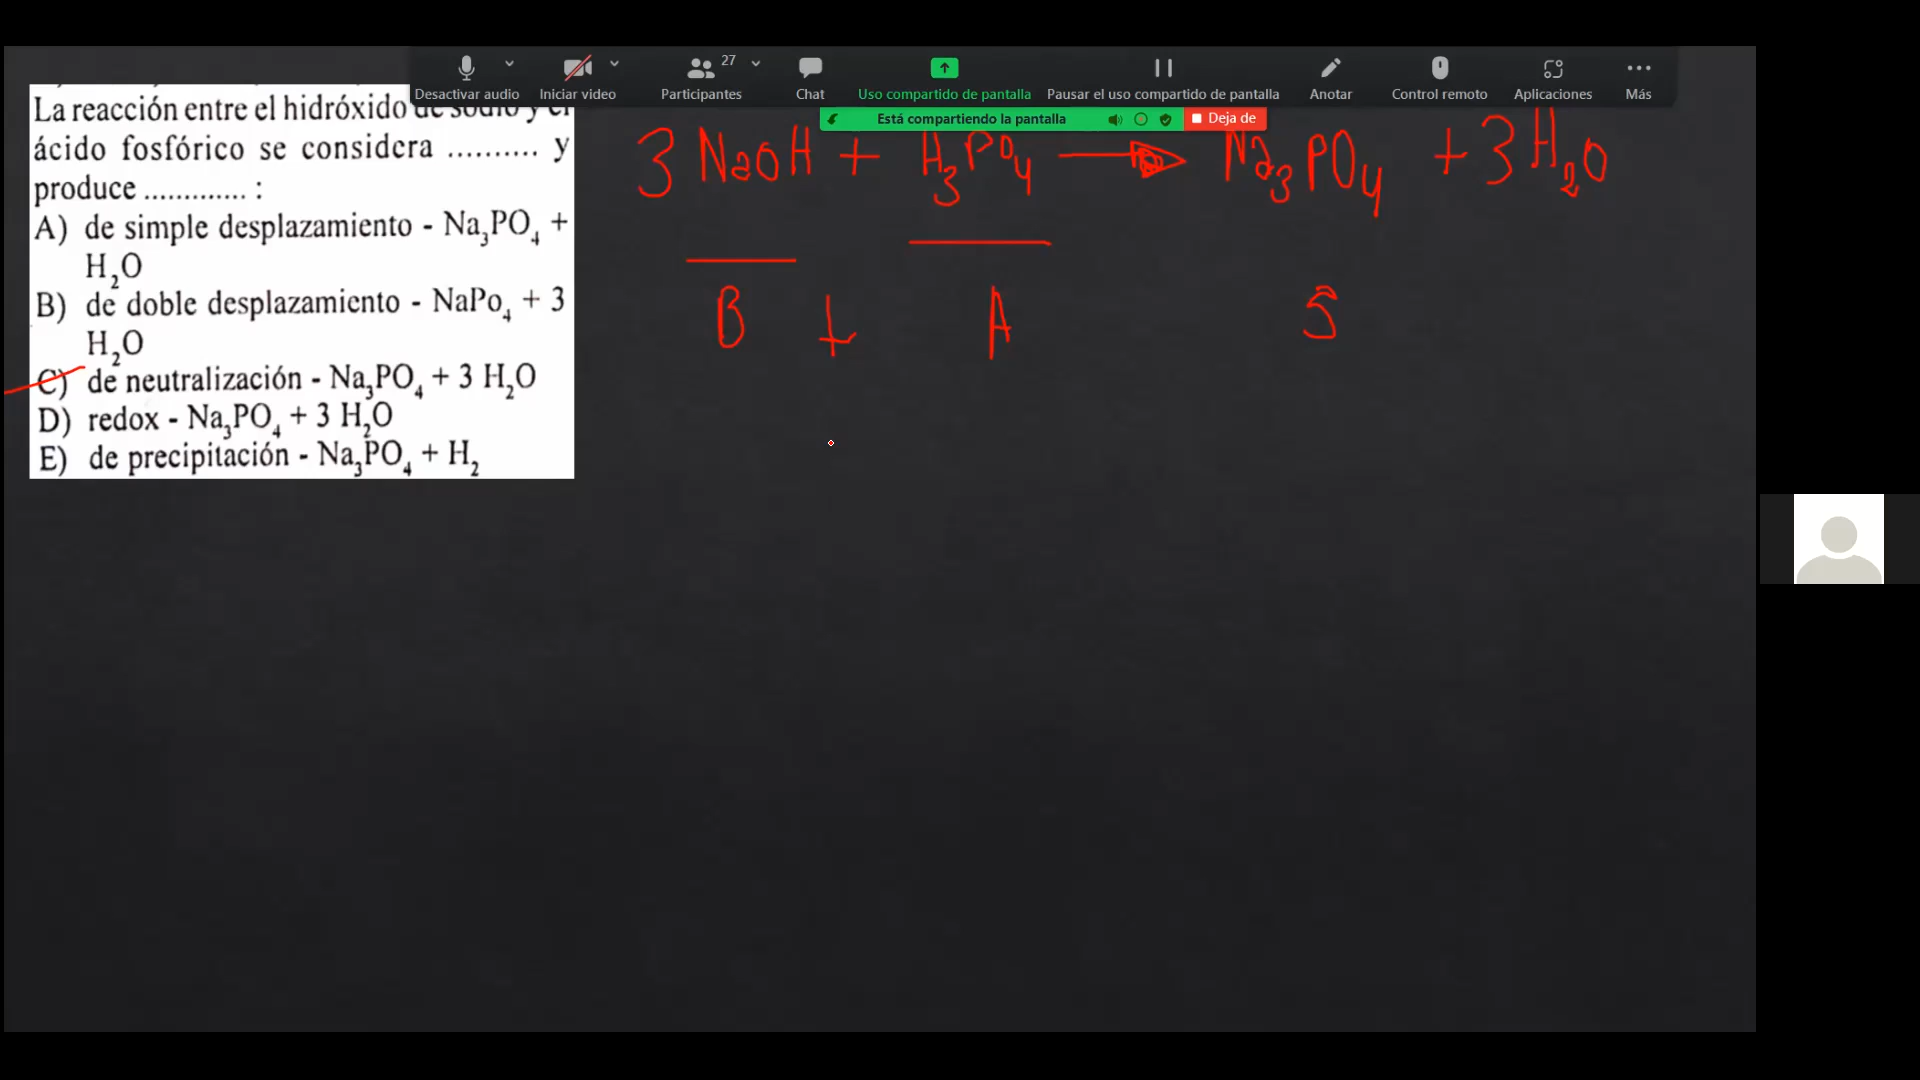 27
Desactivar audio
Iniciar video
Participantes
Chat
Uso compartido de pantalla
Pausar el uso compartido de pantalla
Anotar
Control remoto
Aplicaciones
Más
Está compartiendo la pantalla
Deja de
La reacción entre el hidróxido de sodio y el
ácido fosfórico se considera .......... y
produce ............. :
A) de simple desplazamiento - Na₃PO₄ +
H₂O
B) de doble desplazamiento - NaPo₄ + 3
H₂O
C) de neutralización - Na₃PO₄ + 3 H₂O
D) redox - Na₃PO₄ + 3 H₂O
E) de precipitación - Na₃PO₄ + H₂
3 NaOH + H₃PO₄ → Na₃PO₄ + 3 H₂O
B + A S